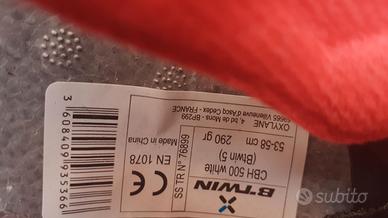 B'TWIN
CBH 500 white
(Btwin 5)
53-58 cm
290 gr
OXYLANE
4, bd de Mons - BP299
59665 Villeneuve d'Ascq Cedex - FRANCE
SS TR N° 76899
CE
EN 1078
Made in China
3608409935366
subito